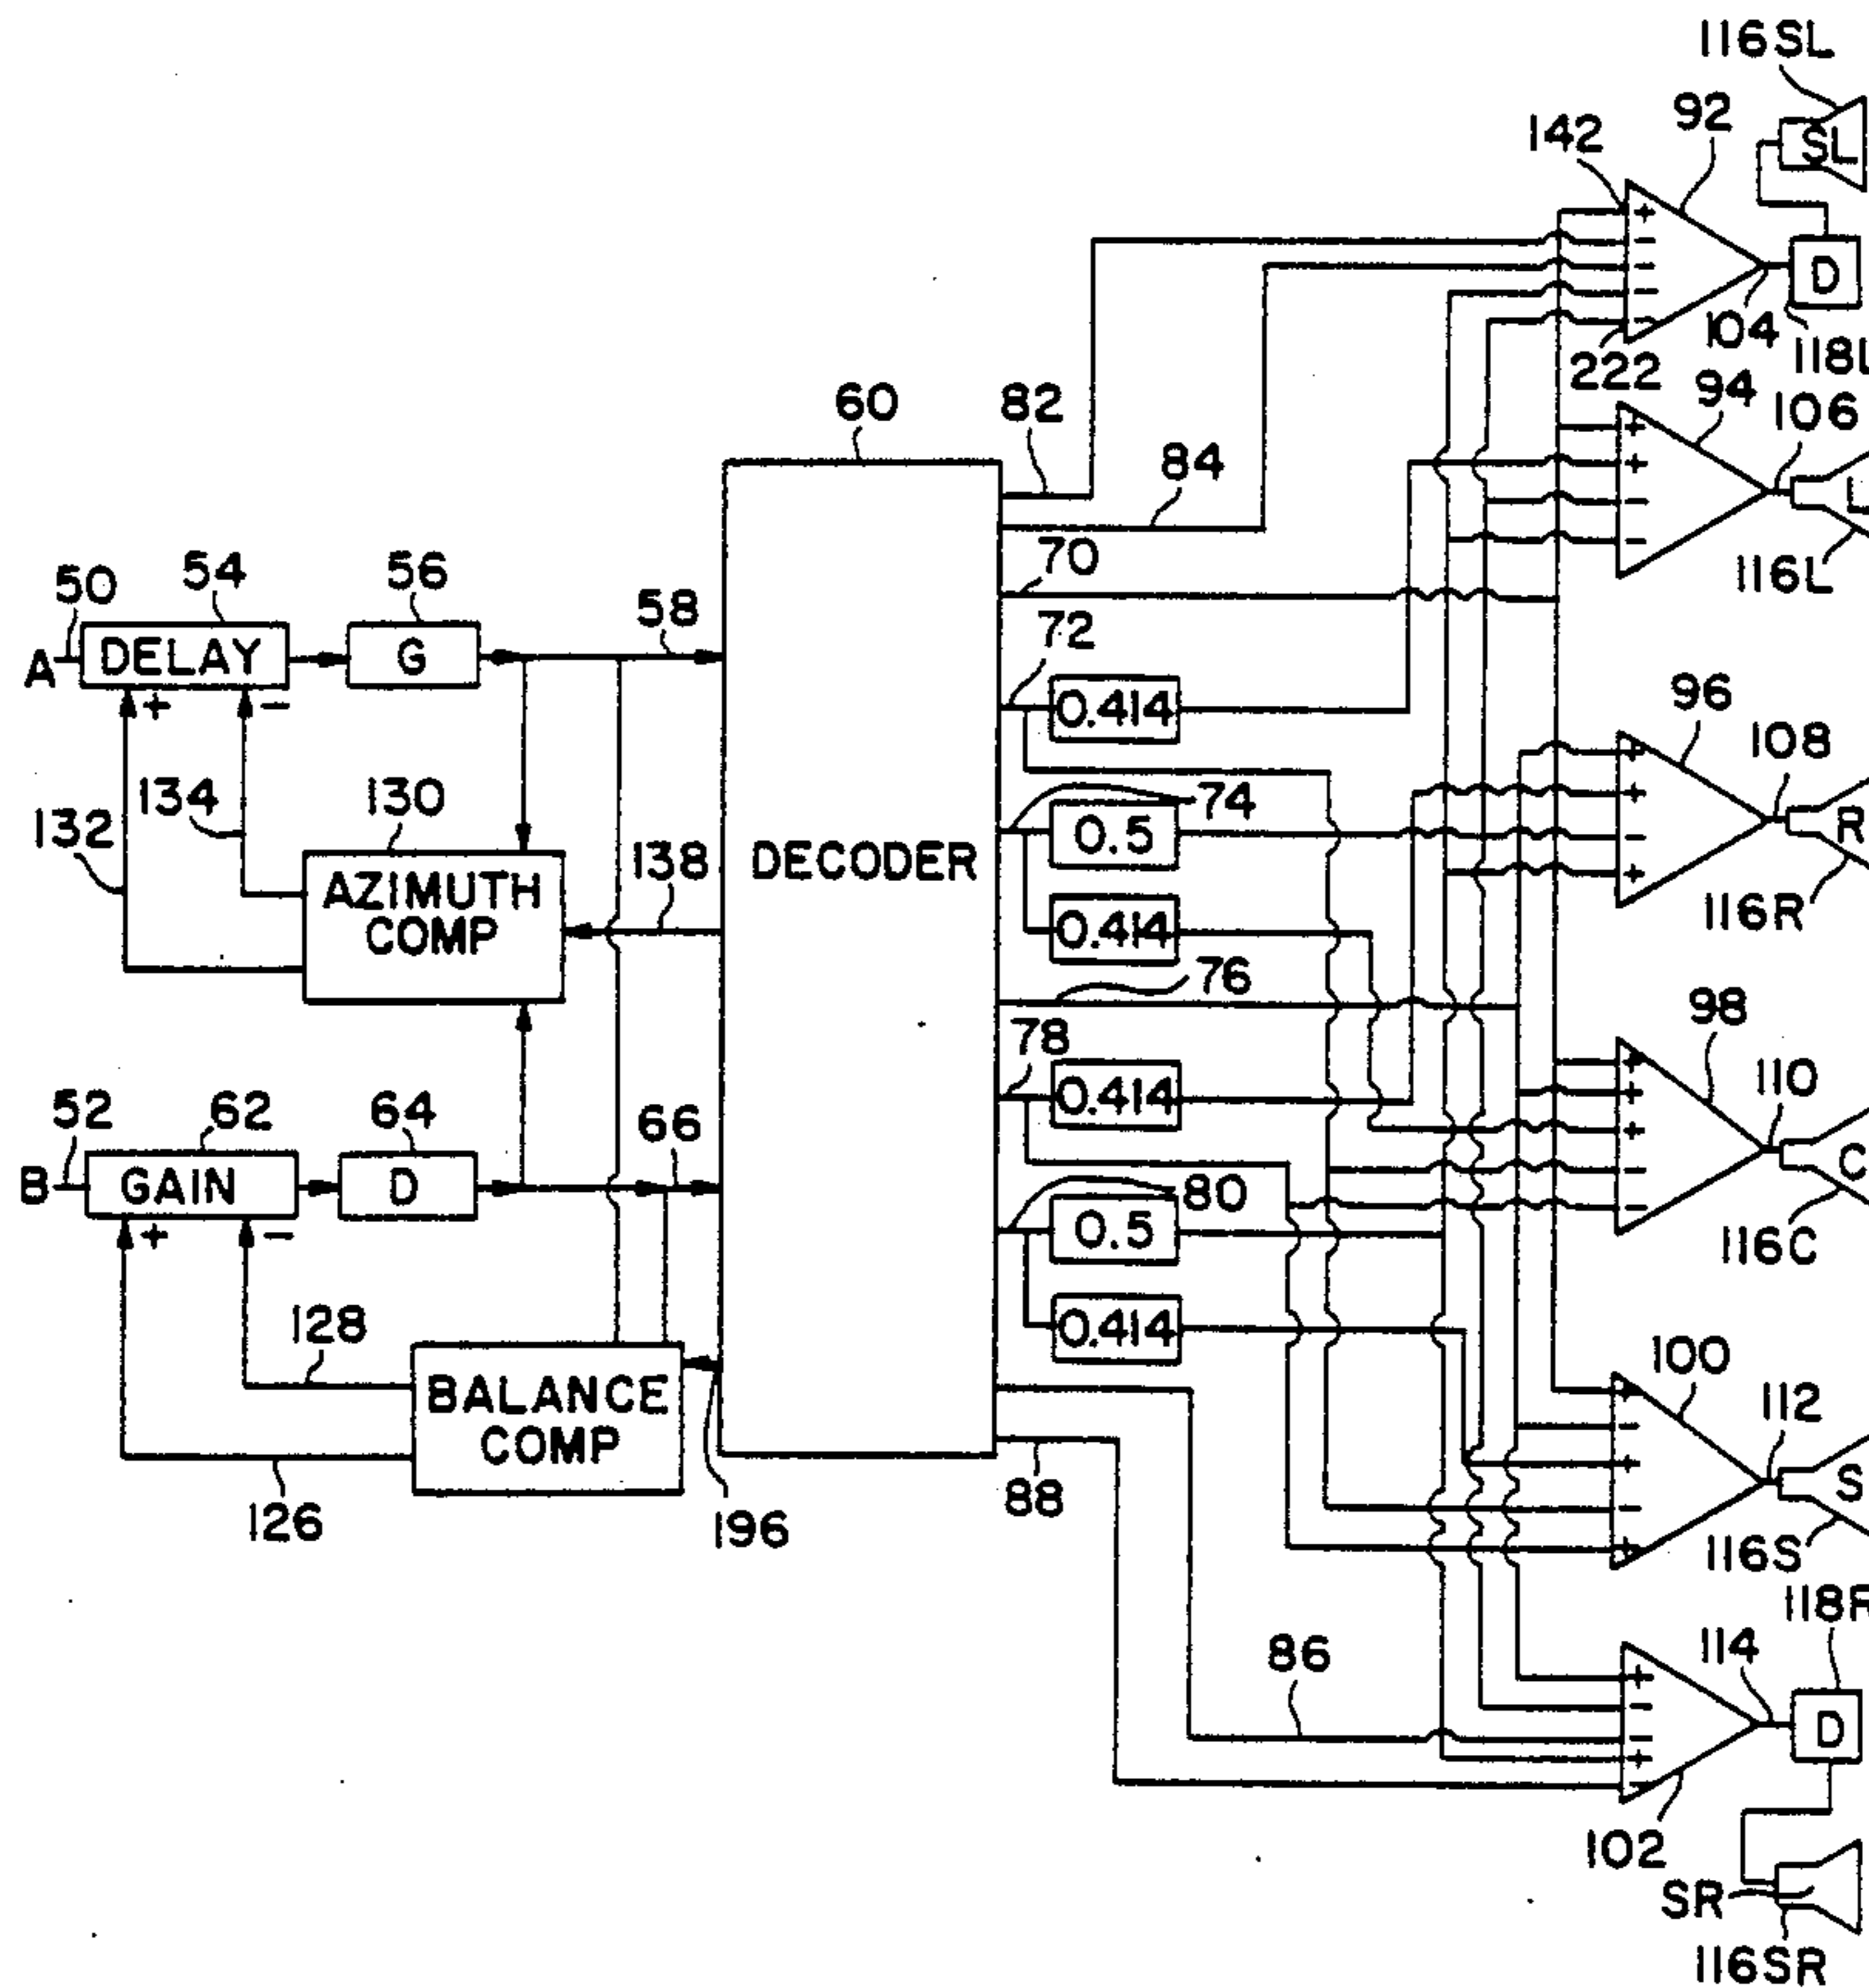 116SL
92
142
SL
+
−
−
−
−
D
104
118L
222
94
106
60
82
84
+
+
−
−
L
116L
70
50
54
56
58
72
A
DELAY
G
+
−
0.414
96
108
132
134
130
138
74
0.5
DECODER
AZIMUTH
COMP
0.414
+
+
−
+
R
116R
76
98
78
0.414
110
+
+
+
−
−
C
116C
52
62
64
66
B
GAIN
D
+
−
80
0.5
0.414
128
BALANCE
COMP
126
196
88
100
112
+
−
+
−
+
S
116S
118R
86
114
+
−
−
+
−
D
102
SR
116SR